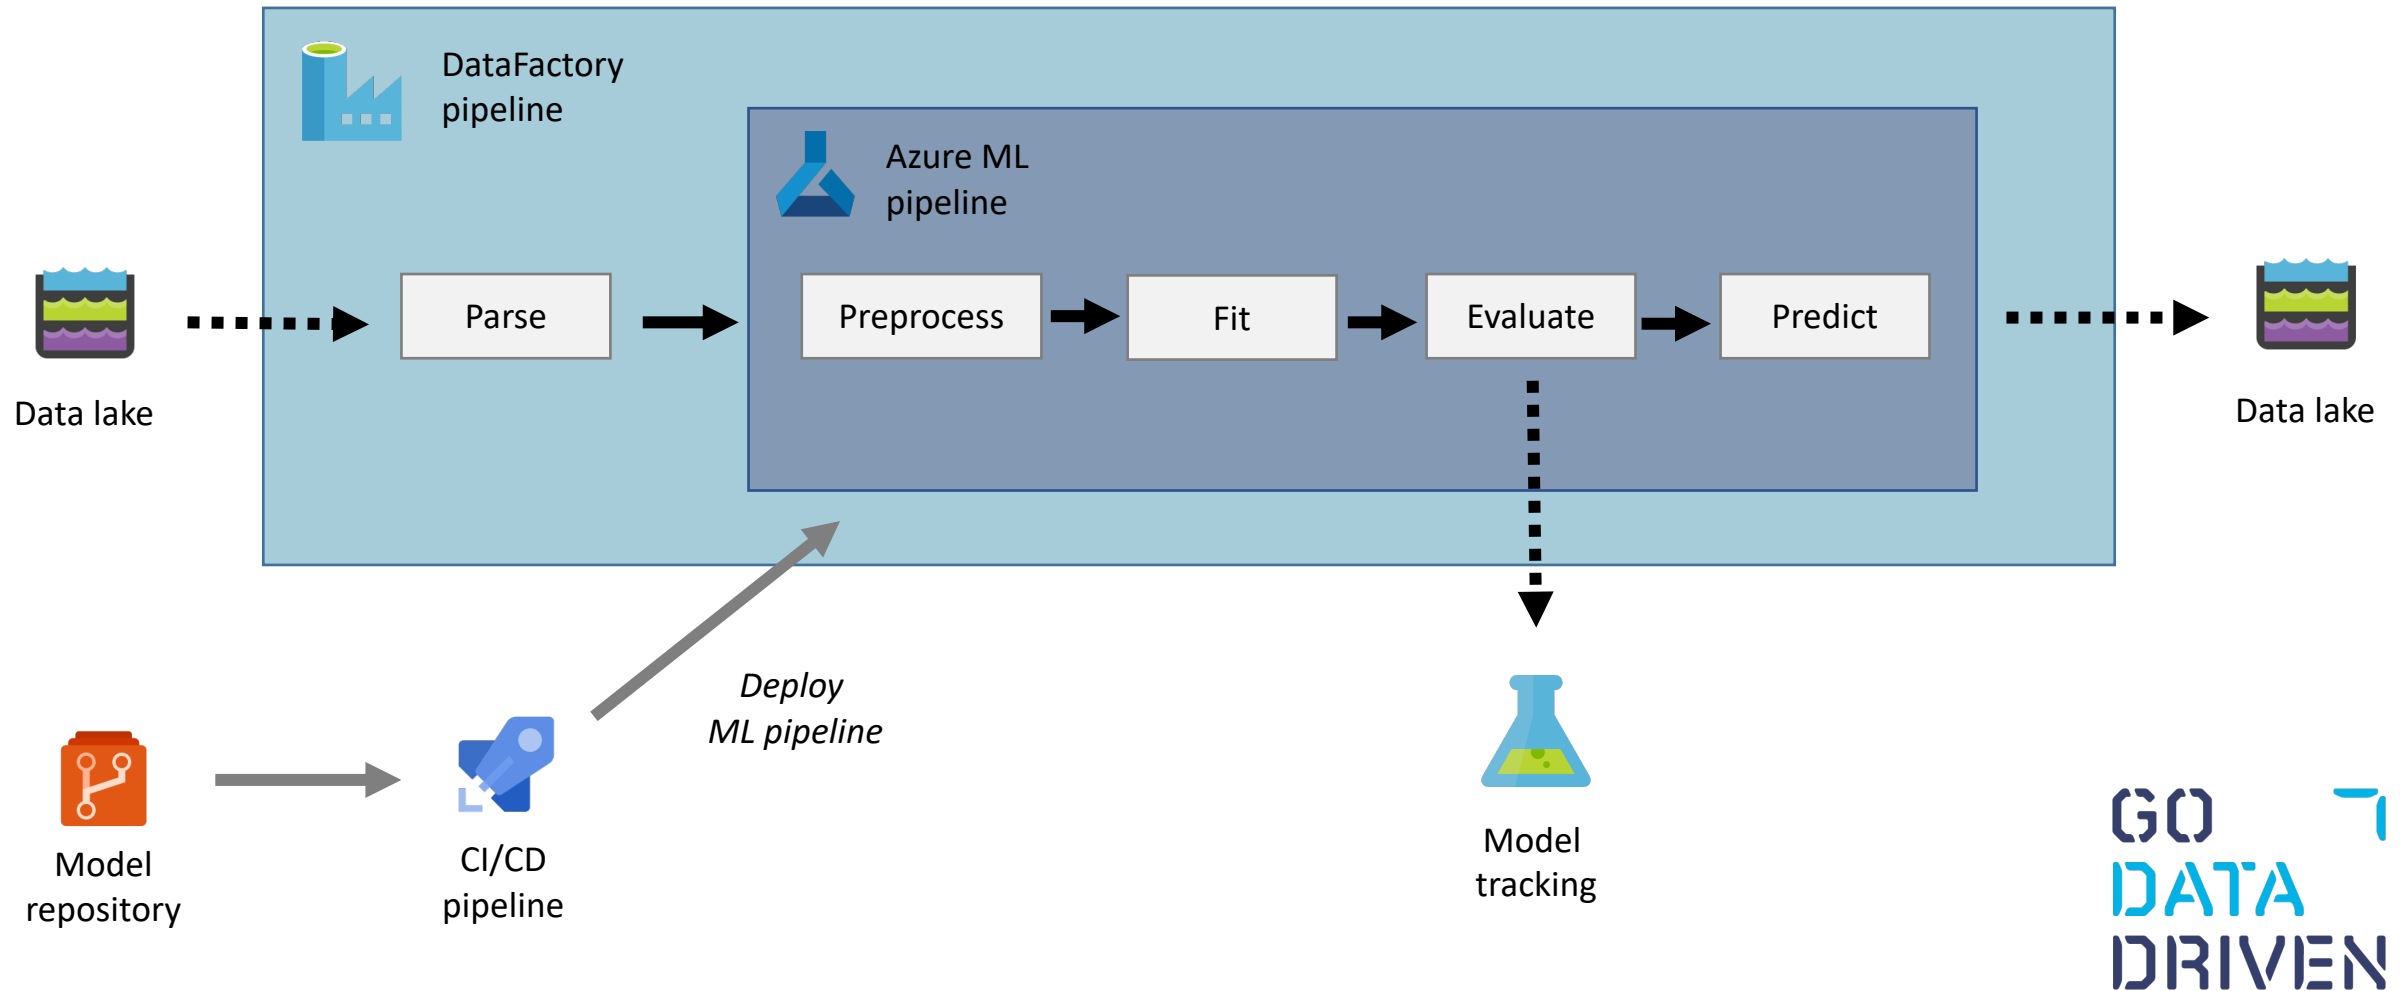 DataFactory
pipeline
Azure ML
pipeline
Parse
Preprocess
Fit
Evaluate
Predict
Data lake
Data lake
Deploy
ML pipeline
Model
repository
CI/CD
pipeline
Model
tracking
GO
DATA
DRIVEN